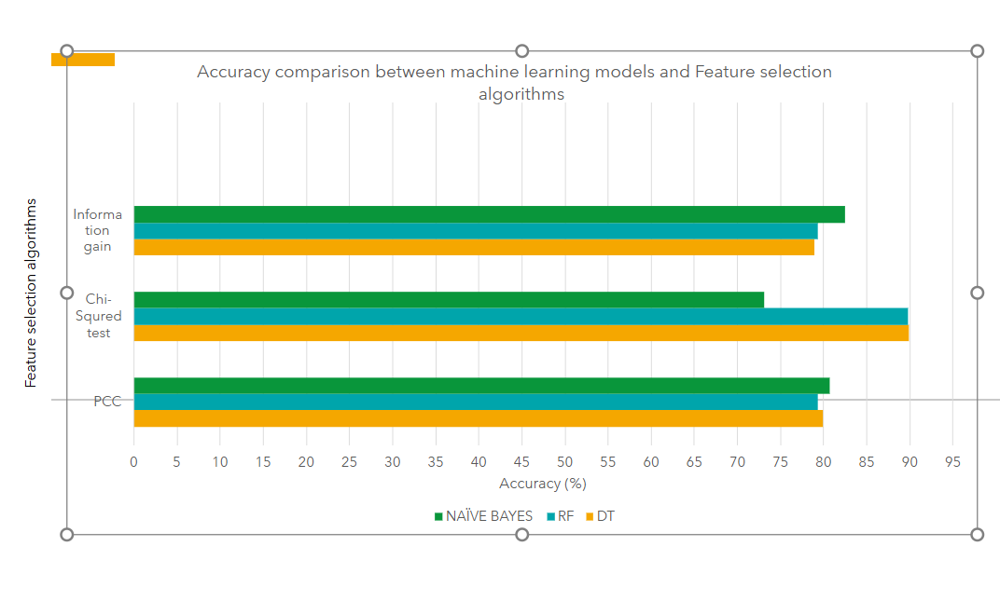 Accuracy comparison between machine learning models and Feature selection
algorithms
Feature selection algorithms
Informa
tion
gain
Chi-
Squred
test
PCC
0 5 10 15 20 25 30 35 40 45 50 55 60 65 70 75 80 85 90 95
Accuracy (%)
NAÏVE BAYES RF DT